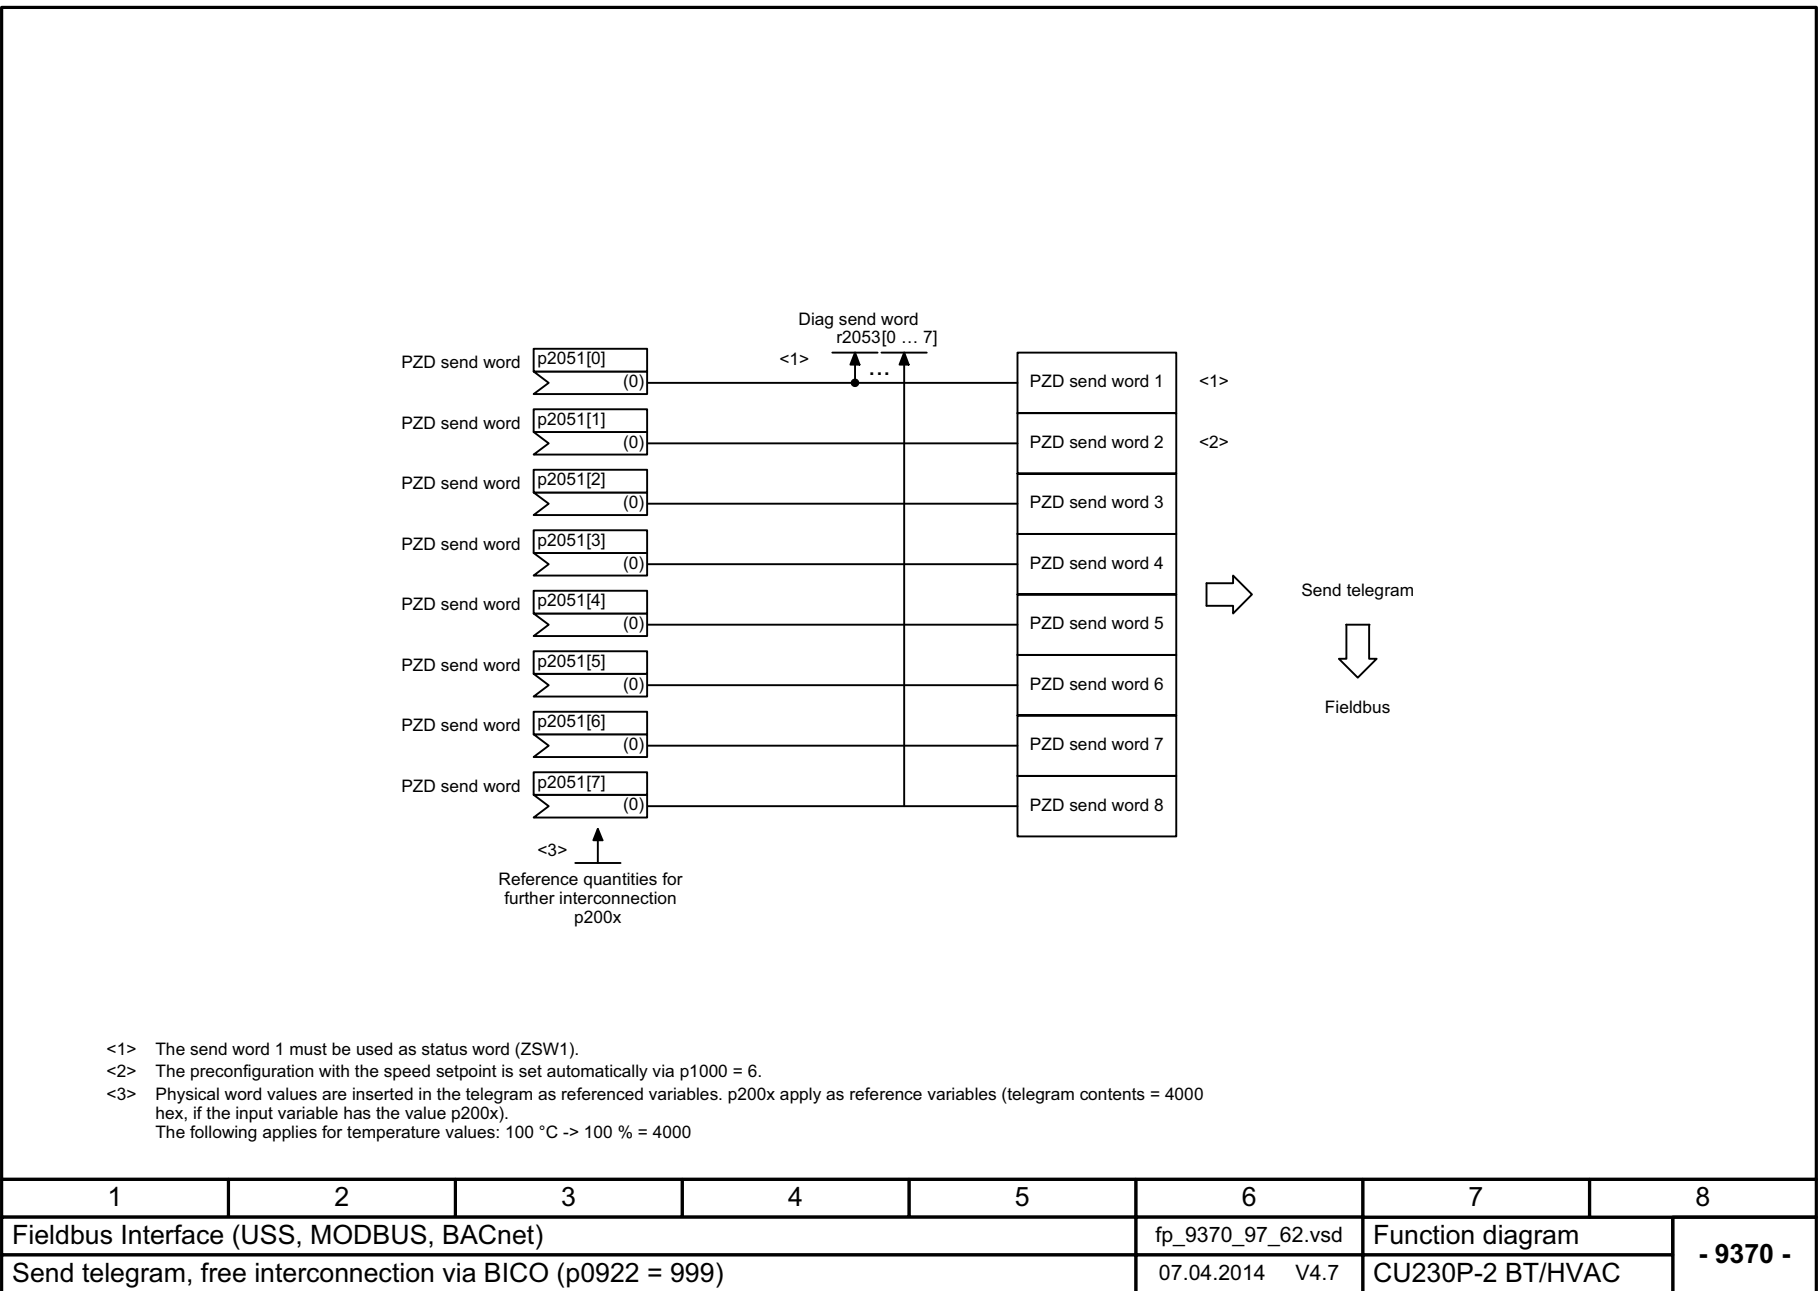 Diag send word
r2053[0 … 7]
PZD send word p2051[0] <1> ...
(0) PZD send word 1 <1>
PZD send word p2051[1]
(0) PZD send word 2 <2>
PZD send word p2051[2]
(0) PZD send word 3
PZD send word p2051[3]
(0) PZD send word 4
Send telegram
PZD send word p2051[4]
(0) PZD send word 5
PZD send word p2051[5]
(0) PZD send word 6
Fieldbus
PZD send word p2051[6]
(0) PZD send word 7
PZD send word p2051[7]
(0) PZD send word 8
<3>
Reference quantities for
further interconnection
p200x
<1> The send word 1 must be used as status word (ZSW1).
<2> The preconfiguration with the speed setpoint is set automatically via p1000 = 6.
<3> Physical word values are inserted in the telegram as referenced variables. p200x apply as reference variables (telegram contents = 4000
hex, if the input variable has the value p200x).
The following applies for temperature values: 100 °C -> 100 % = 4000
1 2 3 4 5 6 7 8
Fieldbus Interface (USS, MODBUS, BACnet) fp_9370_97_62.vsd Function diagram
- 9370 -
Send telegram, free interconnection via BICO (p0922 = 999) 07.04.2014 V4.7 CU230P-2 BT/HVAC